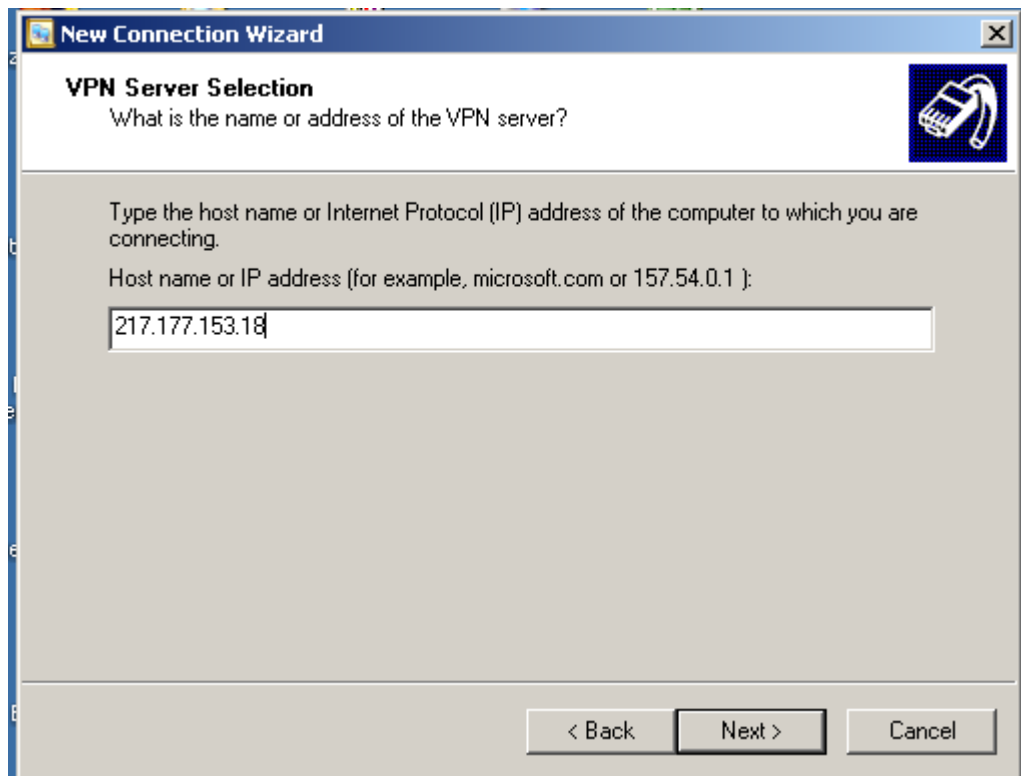 New Connection Wizard
VPN Server Selection
What is the name or address of the VPN server?
Type the host name or Internet Protocol (IP) address of the computer to which you are
connecting.
Host name or IP address (for example, microsoft.com or 157.54.0.1 ):
217.177.153.18
< Back Next > Cancel